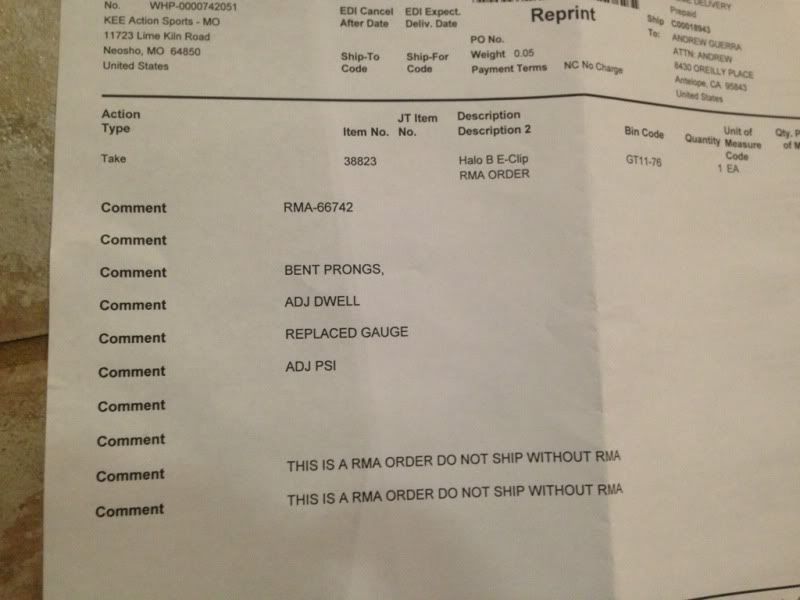 No. WHP-0000742051
KEE Action Sports - MO
11723 Lime Kiln Road
Neosho, MO 64850
United States
EDI Cancel After Date
EDI Expect. Deliv. Date
Ship-To Code
Ship-For Code
Reprint
PO No.
Weight 0.05
Payment Terms NC No Charge
DELIVERY
Prepaid
Ship To: C00018943
ANDREW GUERRA
ATTN: ANDREW
8430 OREILLY PLACE
Antelope, CA 95843
United States
Action Type
Item No.
JT Item No.
Description
Description 2
Bin Code
Quantity
Unit of Measure Code
Qty.
of
Take 38823 Halo B E-Clip GT11-76 1 EA
RMA ORDER
Comment RMA-66742
Comment
Comment BENT PRONGS,
Comment ADJ DWELL
Comment REPLACED GAUGE
Comment ADJ PSI
Comment
Comment
Comment THIS IS A RMA ORDER DO NOT SHIP WITHOUT RMA
Comment THIS IS A RMA ORDER DO NOT SHIP WITHOUT RMA